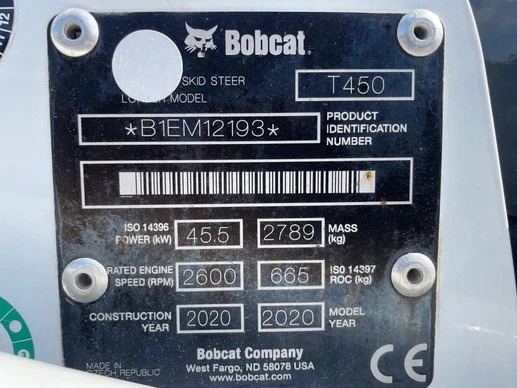 Bobcat.
SKID STEER
LOADER MODEL
T450
*B1EM12193*
PRODUCT
IDENTIFICATION
NUMBER
ISO 14396
POWER (kW)
45.5
2789
MASS
(kg)
RATED ENGINE
SPEED (RPM)
2600
665
ISO 14397
ROC (kg)
CONSTRUCTION
YEAR
2020
2020
MODEL
YEAR
MADE IN
CZECH REPUBLIC
Bobcat Company
West Fargo, ND 58078 USA
www.bobcat.com
CE